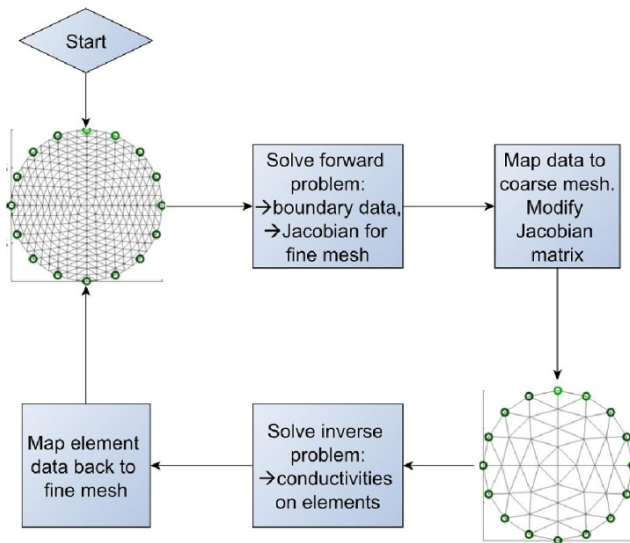 Start
Solve forward
problem:
→boundary data,
→Jacobian for
fine mesh
Map data to
coarse mesh.
Modify
Jacobian
matrix
Solve inverse
problem:
→conductivities
on elements
Map element
data back to
fine mesh